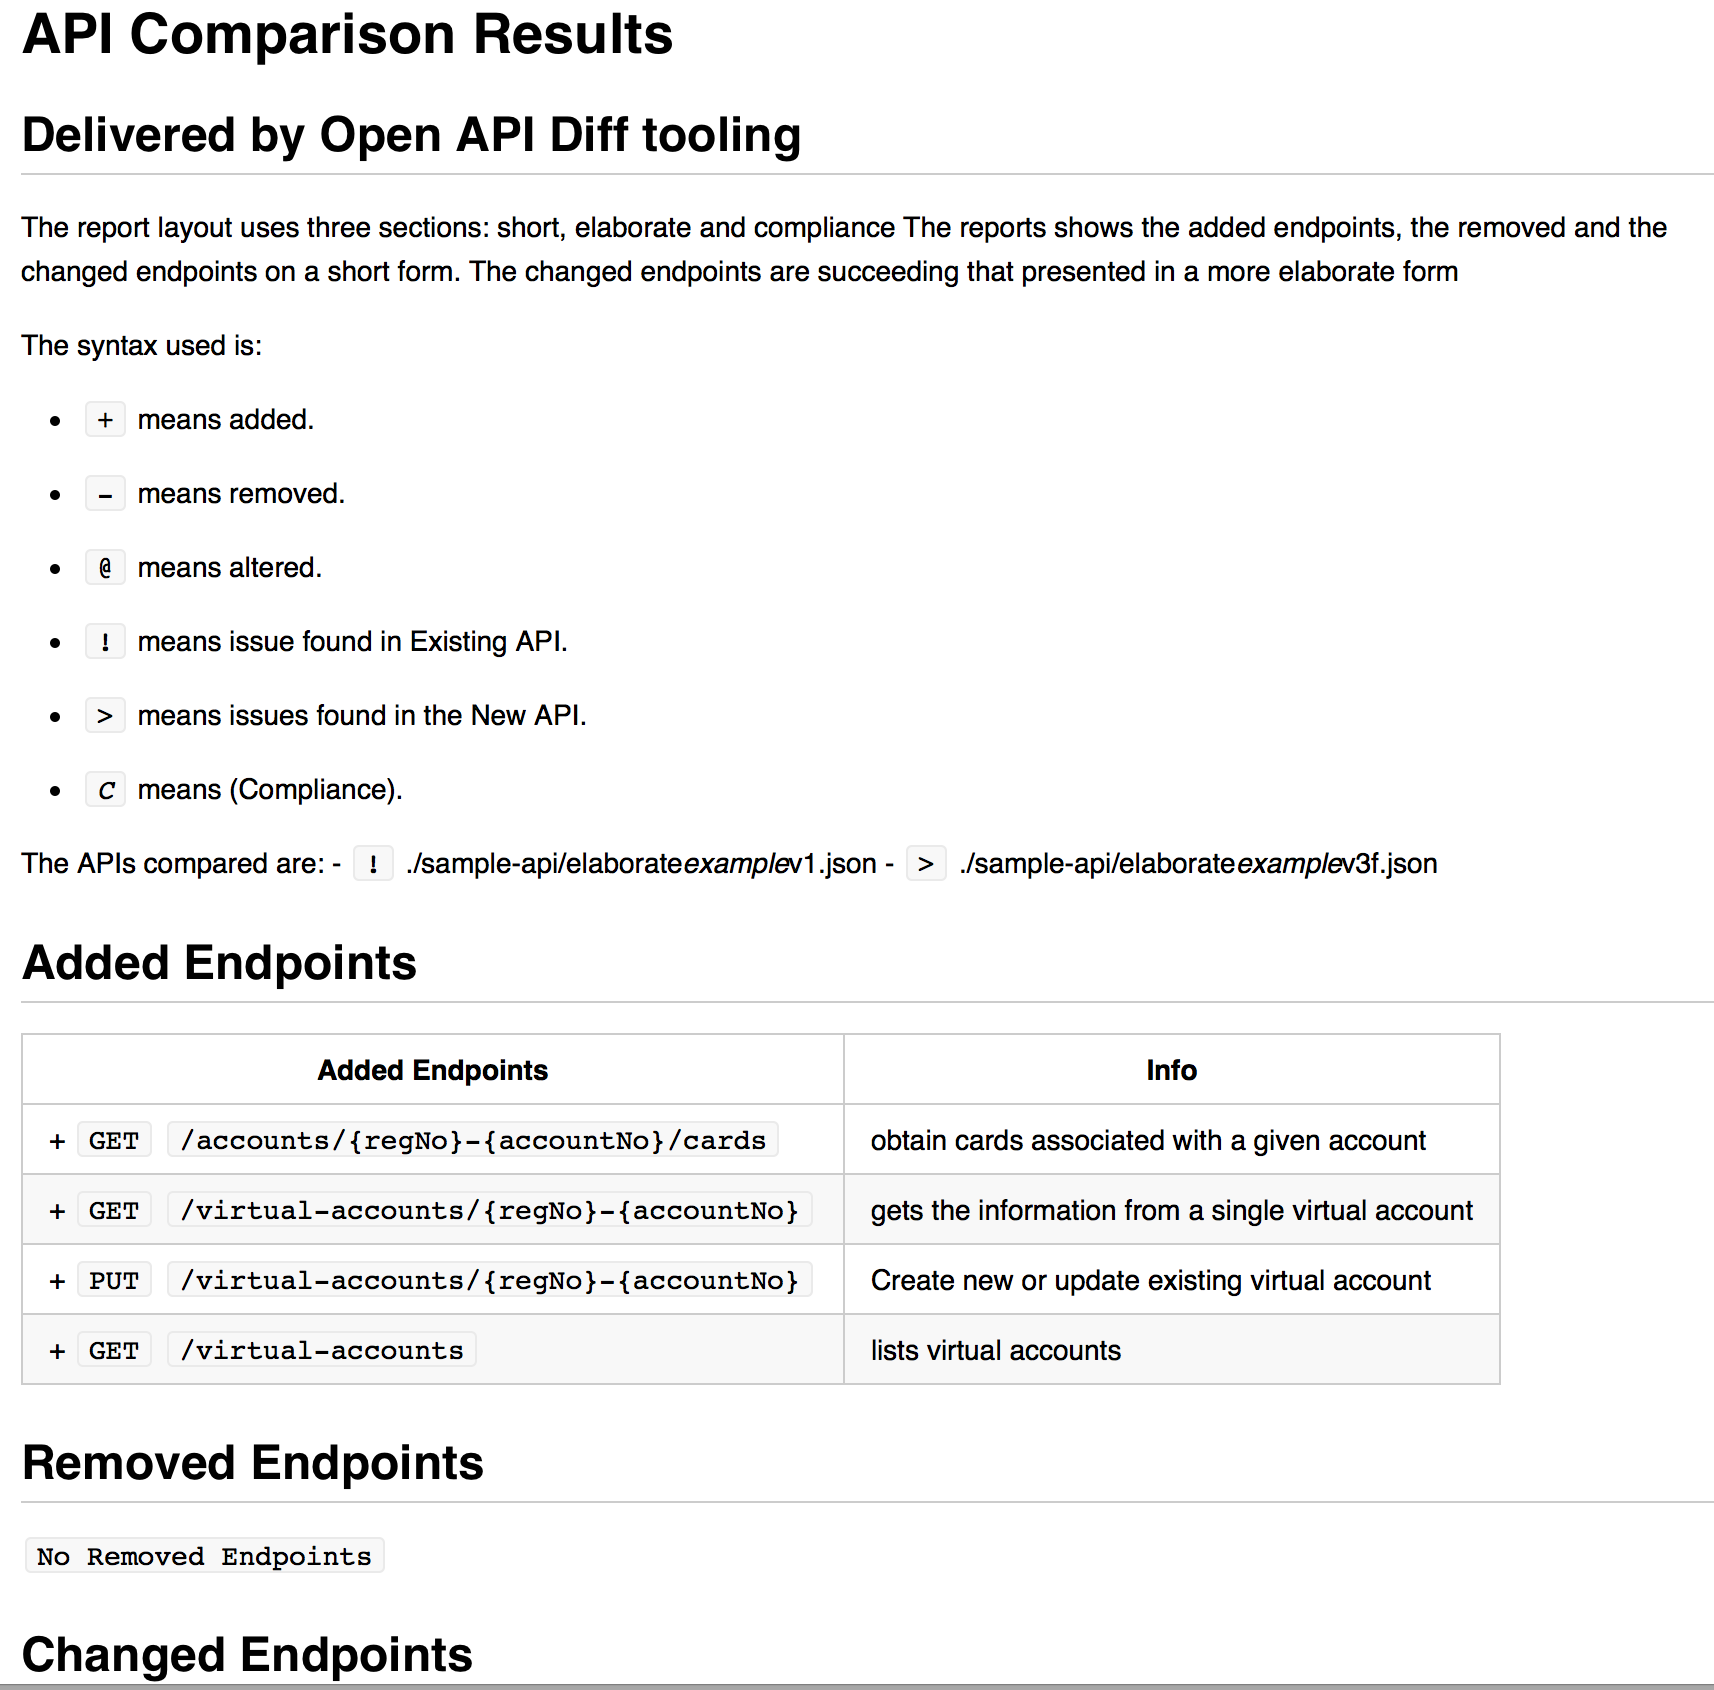 API Comparison Results
Delivered by Open API Diff tooling
The report layout uses three sections: short, elaborate and compliance The reports shows the added endpoints, the removed and the
changed endpoints on a short form. The changed endpoints are succeeding that presented in a more elaborate form
The syntax used is:
• + means added.
• - means removed.
• @ means altered.
• ! means issue found in Existing API.
• > means issues found in the New API.
• C means (Compliance).
The APIs compared are: - ! ./sample-api/elaborateexamplev1.json - > ./sample-api/elaborateexamplev3f.json
Added Endpoints
Added Endpoints Info
+ GET /accounts/{regNo}-{accountNo}/cards obtain cards associated with a given account
+ GET /virtual-accounts/{regNo}-{accountNo} gets the information from a single virtual account
+ PUT /virtual-accounts/{regNo}-{accountNo} Create new or update existing virtual account
+ GET /virtual-accounts lists virtual accounts
Removed Endpoints
No Removed Endpoints
Changed Endpoints